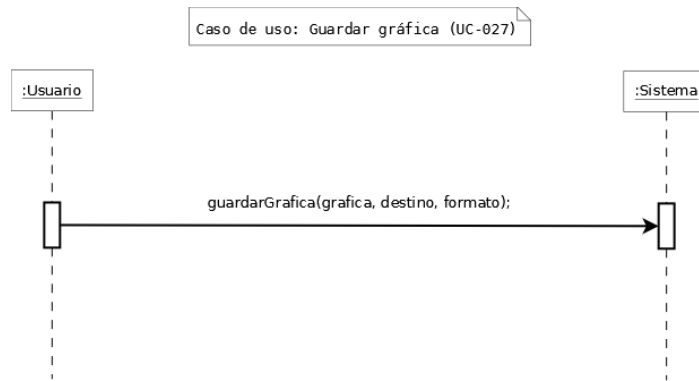 Caso de uso: Guardar gráfica (UC-027)
:Usuario
:Sistema
guardarGrafica(grafica, destino, formato);